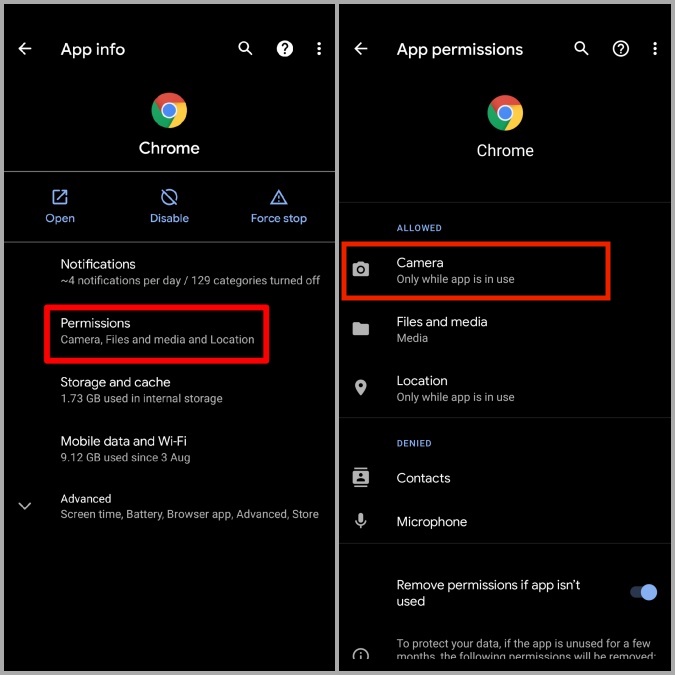 App info
Chrome
Open
Disable
Force stop
Notifications
~4 notifications per day / 129 categories turned off
Permissions
Camera, Files and media and Location
Storage and cache
1.73 GB used in internal storage
Mobile data and Wi-Fi
9.12 GB used since 3 Aug
Advanced
Screen time, Battery, Browser app, Advanced, Store
App permissions
Chrome
ALLOWED
Camera
Only while app is in use
Files and media
Media
Location
Only while app is in use
DENIED
Contacts
Microphone
Remove permissions if app isn't
used
To protect your data, if the app is unused for a few
months, the following permissions will be removed: